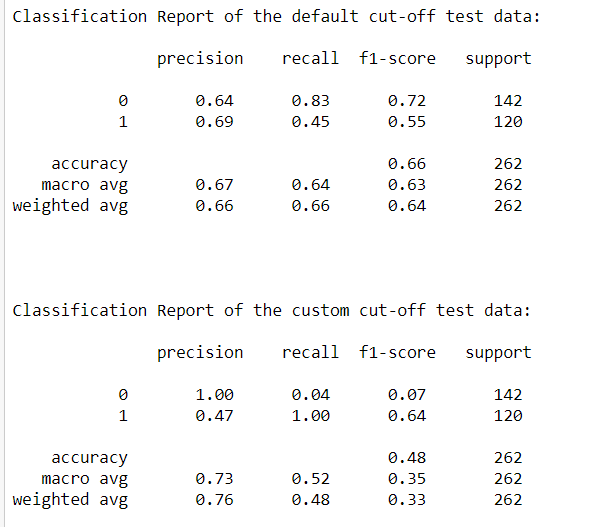 Classification Report of the default cut-off test data:
precision recall f1-score support
0 0.64 0.83 0.72 142
1 0.69 0.45 0.55 120
accuracy 0.66 262
macro avg 0.67 0.64 0.63 262
weighted avg 0.66 0.66 0.64 262
Classification Report of the custom cut-off test data:
precision recall f1-score support
0 1.00 0.04 0.07 142
1 0.47 1.00 0.64 120
accuracy 0.48 262
macro avg 0.73 0.52 0.35 262
weighted avg 0.76 0.48 0.33 262